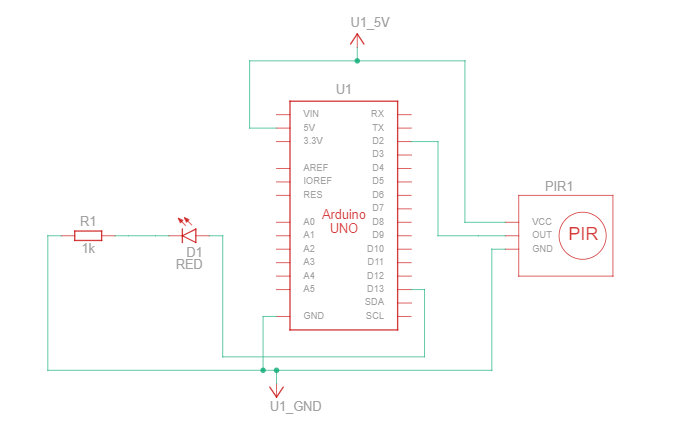 U1_5V
U1
VIN RX
5V TX
3.3V D2
D3
AREF D4
IOREF D5
RES D6
D7
Arduino
UNO
A0 D8
A1 D9
A2 D10
A3 D11
A4 D12
A5 D13
SDA
GND SCL
PIR1
VCC
OUT
GND
PIR
R1
1k
D1
RED
U1_GND